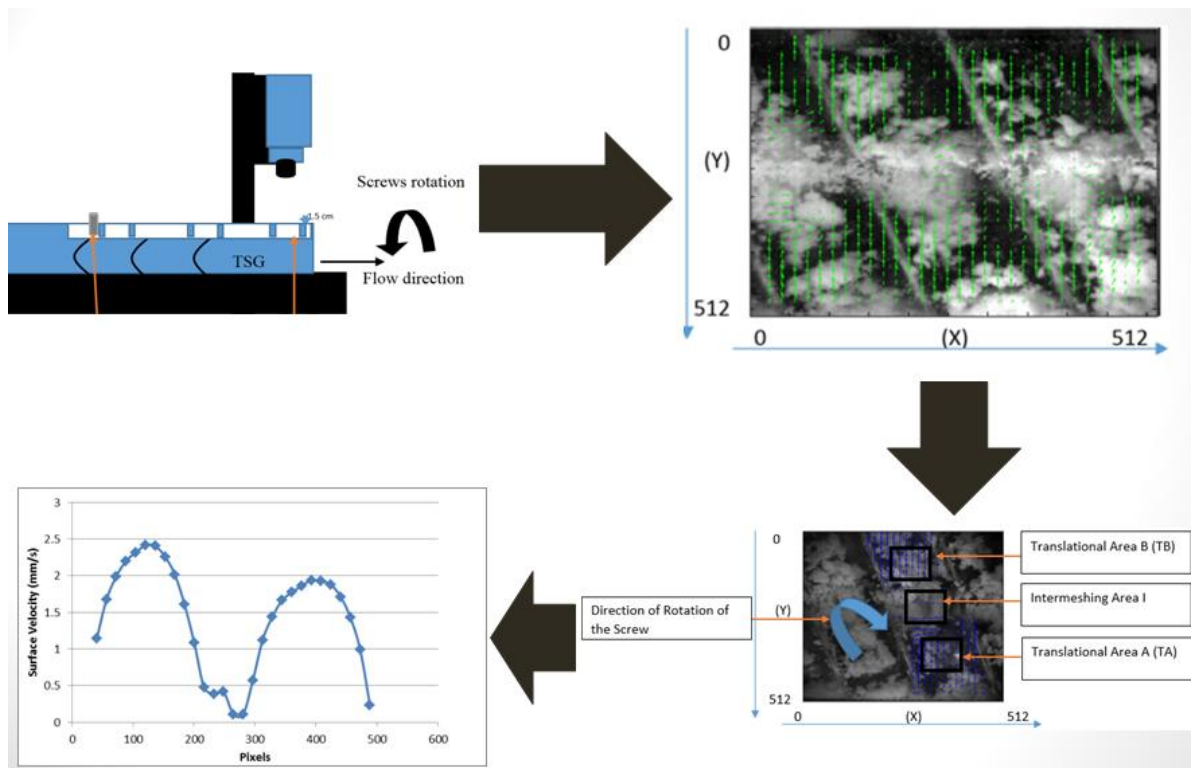 Screws rotation
1.5 cm
TSG
Flow direction
0
(Y)
512
0
(X)
512
3
2.5
2
1.5
1
0.5
0
Surface Velocity (mm/s)
0
100
200
300
400
500
600
Pixels
Direction of Rotation of
the Screw
0
(Y)
512
0
(X)
512
Translational Area B (TB)
Intermeshing Area I
Translational Area A (TA)